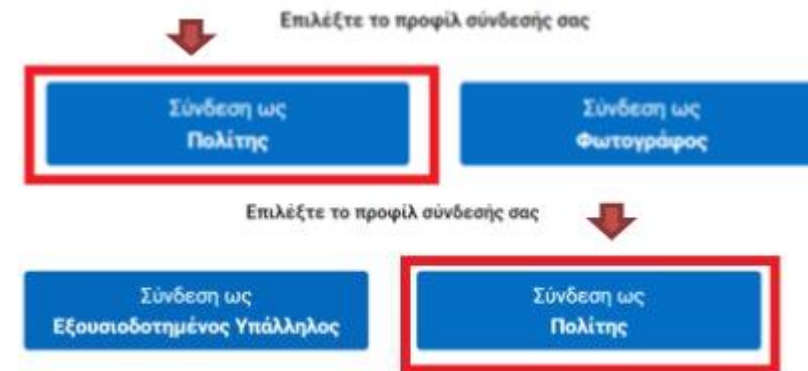 Επιλέξτε το προφίλ σύνδεσής σας
Σύνδεση ως
Πολίτης
Σύνδεση ως
Φωτογράφος
Επιλέξτε το προφίλ σύνδεσής σας
Σύνδεση ως
Εξουσιοδοτημένος Υπάλληλος
Σύνδεση ως
Πολίτης